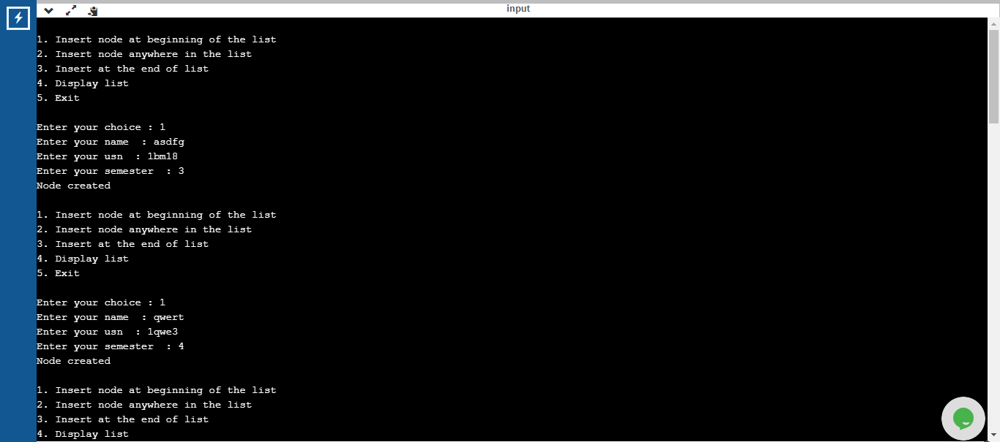 input
1. Insert node at beginning of the list
2. Insert node anywhere in the list
3. Insert at the end of list
4. Display list
5. Exit
Enter your choice : 1
Enter your name  : asdfg
Enter your usn  : 1bm18
Enter your semester  : 3
Node created
1. Insert node at beginning of the list
2. Insert node anywhere in the list
3. Insert at the end of list
4. Display list
5. Exit
Enter your choice : 1
Enter your name  : qwert
Enter your usn  : 1qwe3
Enter your semester  : 4
Node created
1. Insert node at beginning of the list
2. Insert node anywhere in the list
3. Insert at the end of list
4. Display list